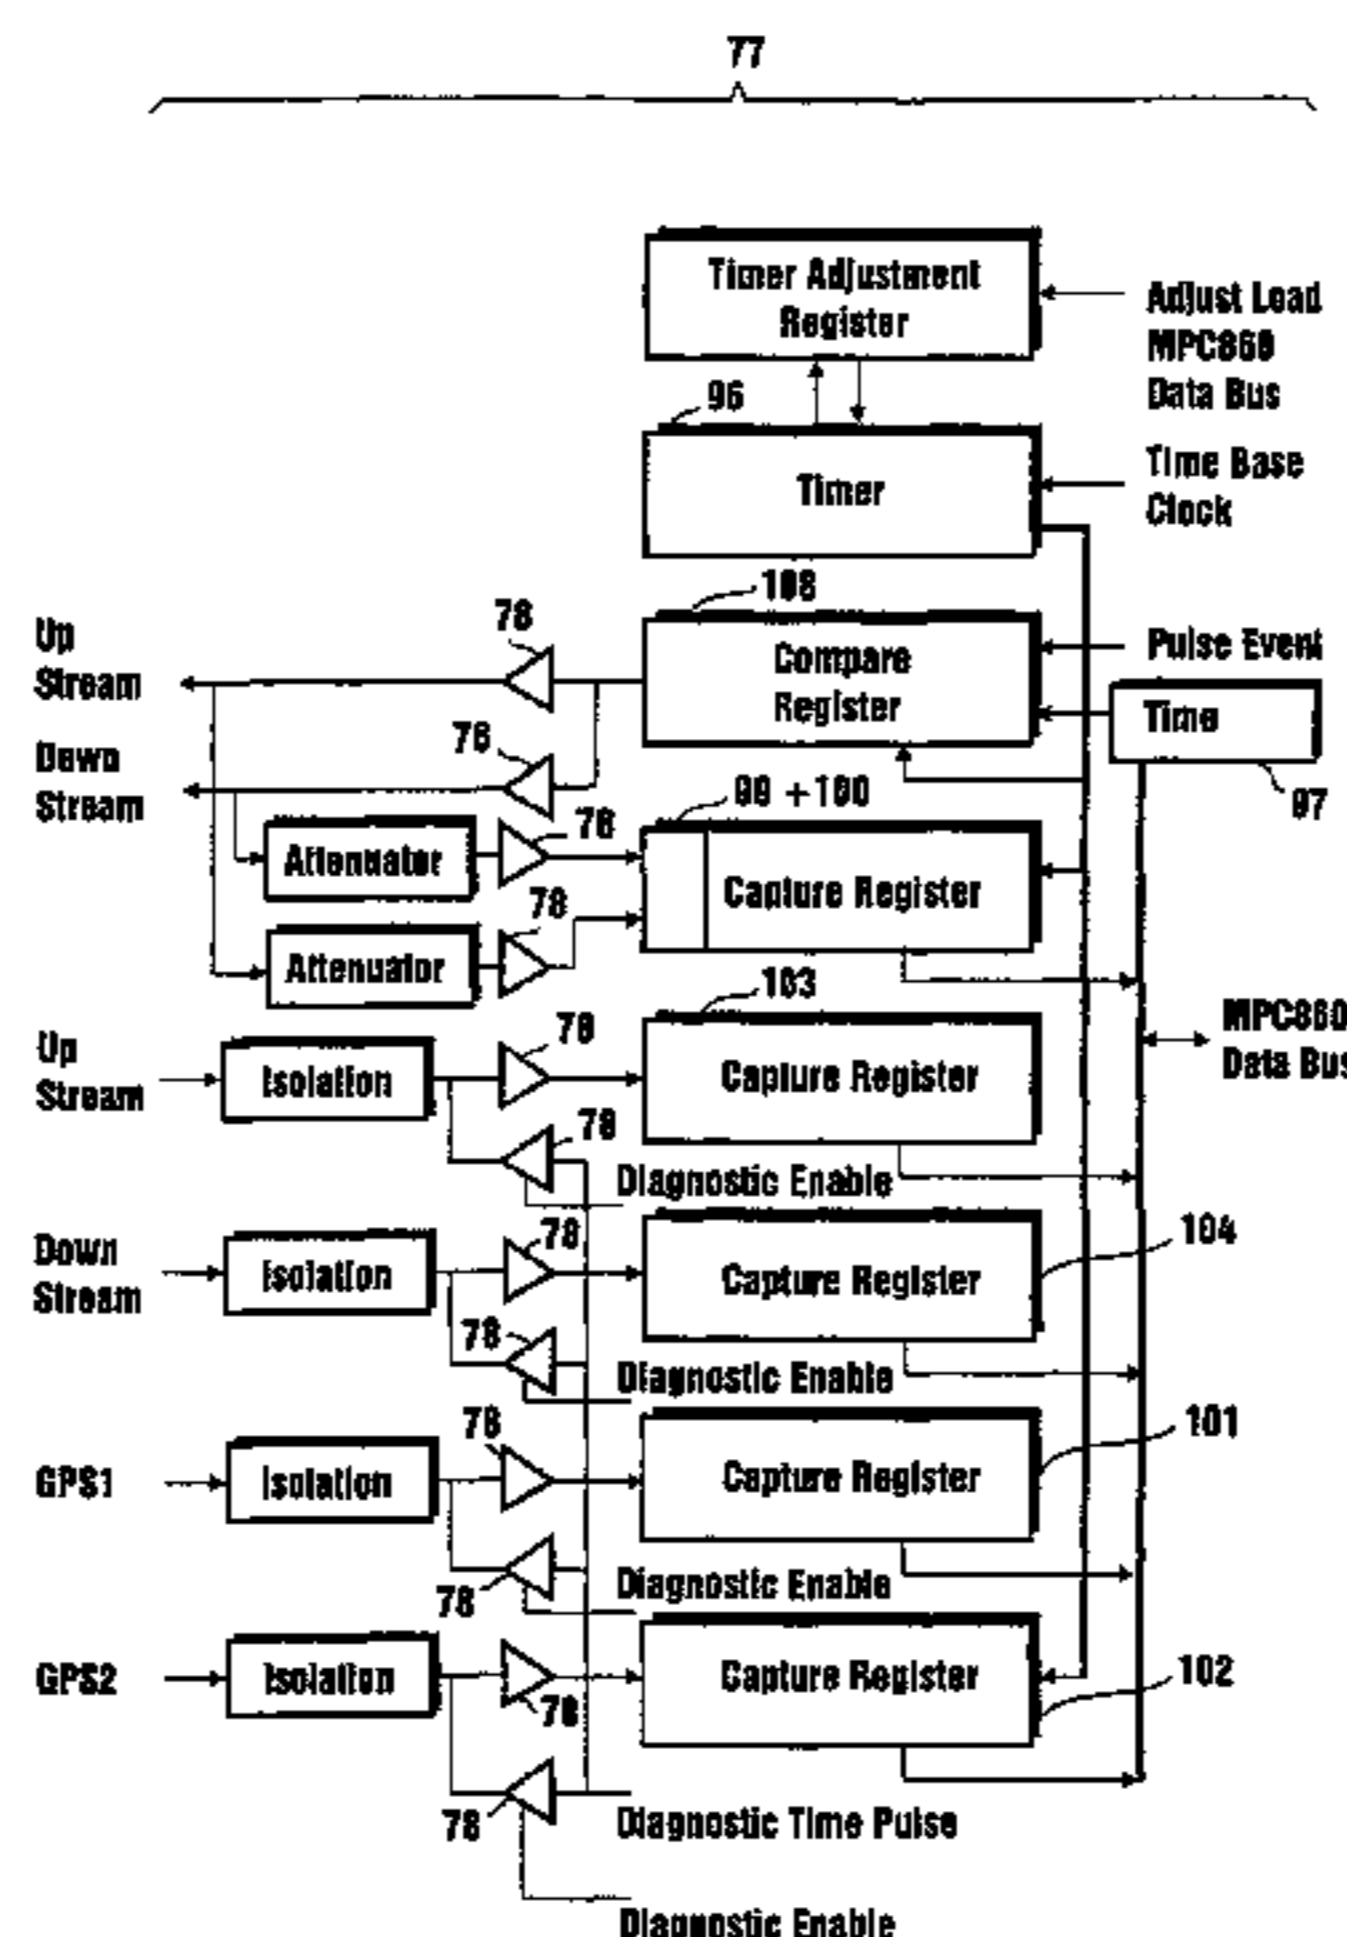 77
Timer Adjustment
Register
Adjust Load
MPC860
Data Bus
96
Timer
Time Base
Clock
108
78
Up
Stream
Compare
Register
Pulse Event
Time
97
78
Down
Stream
99 +100
78
Attenuator
Capture Register
78
Attenuator
103
MPC860
Data Bus
78
Up
Stream
Isolation
Capture Register
78
Diagnostic Enable
104
78
Down
Stream
Isolation
Capture Register
78
Diagnostic Enable
101
78
GPS1
Isolation
Capture Register
78
Diagnostic Enable
GPS2
Isolation
Capture Register
102
78
78
Diagnostic Time Pulse
Diagnostic Enable